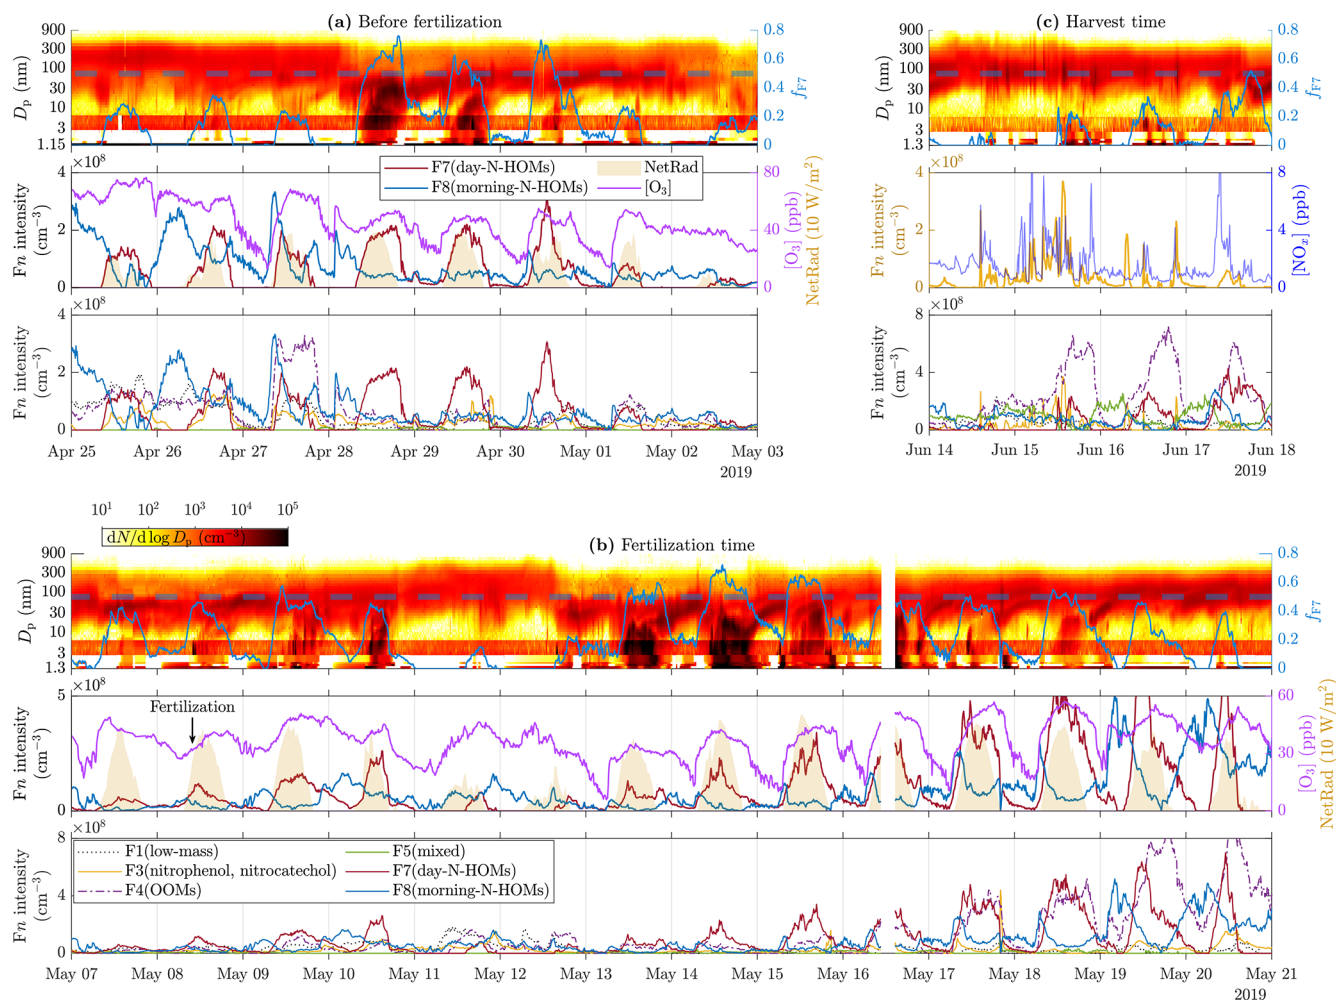 (a) Before fertilization
900
300
100
30
10
3
1.15
Dp (nm)
0.8
0.6
0.4
0.2
0
fF7
×10^8
4
2
0
Fn intensity
(cm−3)
F7(day-N-HOMs)
F8(morning-N-HOMs)
NetRad
[O3]
80
40
0
[O3] (ppb)
NetRad (10 W/m2)
×10^8
4
2
0
Fn intensity
(cm−3)
Apr 25 Apr 26 Apr 27 Apr 28 Apr 29 Apr 30 May 01 May 02 May 03
2019
(c) Harvest time
900
300
100
30
10
3
1.3
Dp (nm)
0.8
0.6
0.4
0.2
0
fF7
×10^8
4
2
0
Fn intensity
(cm−3)
8
4
0
[NOx] (ppb)
×10^8
8
4
0
Fn intensity
(cm−3)
Jun 14 Jun 15 Jun 16 Jun 17 Jun 18
2019
10^1 10^2 10^3 10^4 10^5
dN/d log Dp (cm−3)
(b) Fertilization time
900
300
100
30
10
3
1.3
Dp (nm)
0.8
0.6
0.4
0.2
0
fF7
×10^8
5
0
Fn intensity
(cm−3)
Fertilization
60
30
0
[O3] (ppb)
NetRad (10 W/m2)
×10^8
8
4
0
Fn intensity
(cm−3)
F1(low-mass)
F3(nitrophenol, nitrocatechol)
F4(OOMs)
F5(mixed)
F7(day-N-HOMs)
F8(morning-N-HOMs)
May 07 May 08 May 09 May 10 May 11 May 12 May 13 May 14 May 15 May 16 May 17 May 18 May 19 May 20 May 21
2019